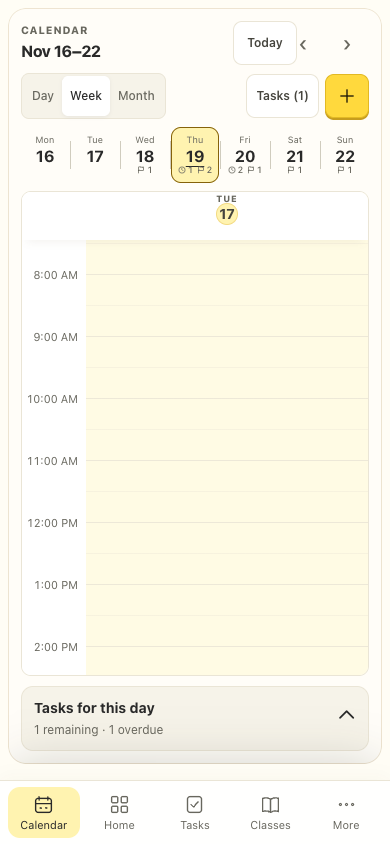 CALENDAR
Nov 16–22
Today
Day Week Month
Tasks (1)
Mon Tue Wed Thu Fri Sat Sun
16 17 18 19 20 21 22
1 1 2 2 1 1 1
TUE
17
8:00 AM
9:00 AM
10:00 AM
11:00 AM
12:00 PM
1:00 PM
2:00 PM
Tasks for this day
1 remaining · 1 overdue
Calendar Home Tasks Classes More